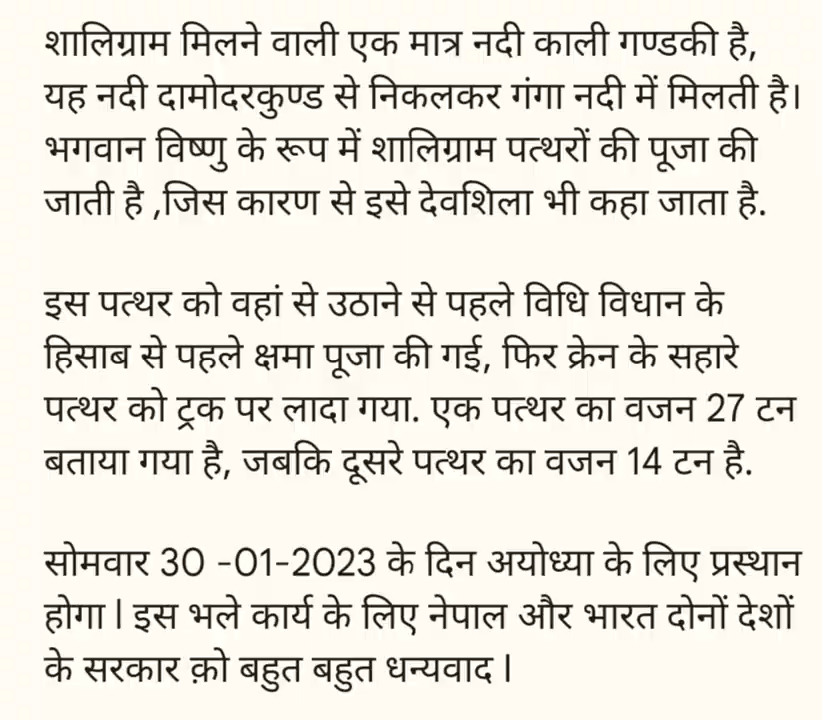 शालिग्राम मिलने वाली एक मात्र नदी काली गण्डकी है,
यह नदी दामोदरकुण्ड से निकलकर गंगा नदी में मिलती है।
भगवान विष्णु के रूप में शालिग्राम पत्थरों की पूजा की
जाती है ,जिस कारण से इसे देवशिला भी कहा जाता है.
इस पत्थर को वहां से उठाने से पहले विधि विधान के
हिसाब से पहले क्षमा पूजा की गई, फिर क्रेन के सहारे
पत्थर को ट्रक पर लादा गया. एक पत्थर का वजन 27 टन
बताया गया है, जबकि दूसरे पत्थर का वजन 14 टन है.
सोमवार 30 -01-2023 के दिन अयोध्या के लिए प्रस्थान
होगा | इस भले कार्य के लिए नेपाल और भारत दोनों देशों
के सरकार क़ो बहुत बहुत धन्यवाद |